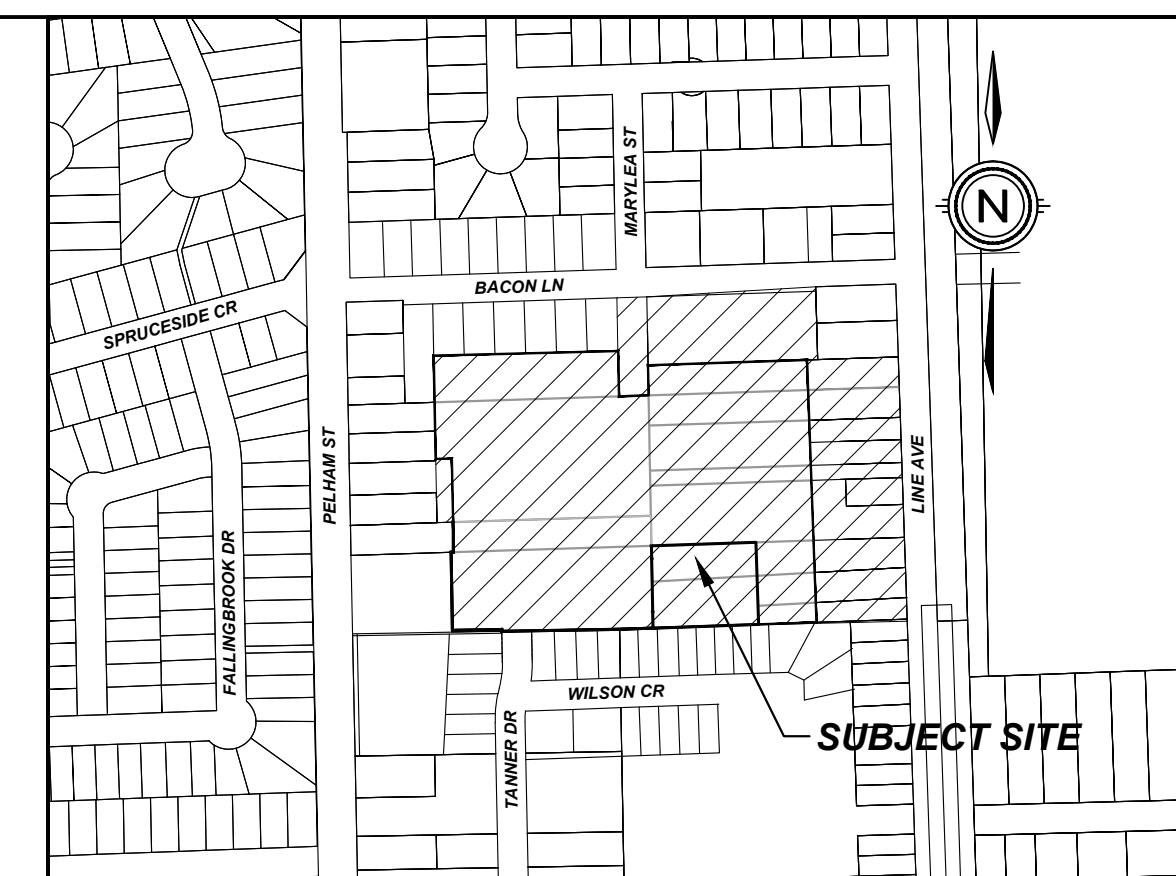 MARYLEA ST
N
BACON LN
SPRUCESIDE CR
PELHAM ST
LINE AVE
FALLINGBROOK DR
WILSON CR
SUBJECT SITE
TANNER DR